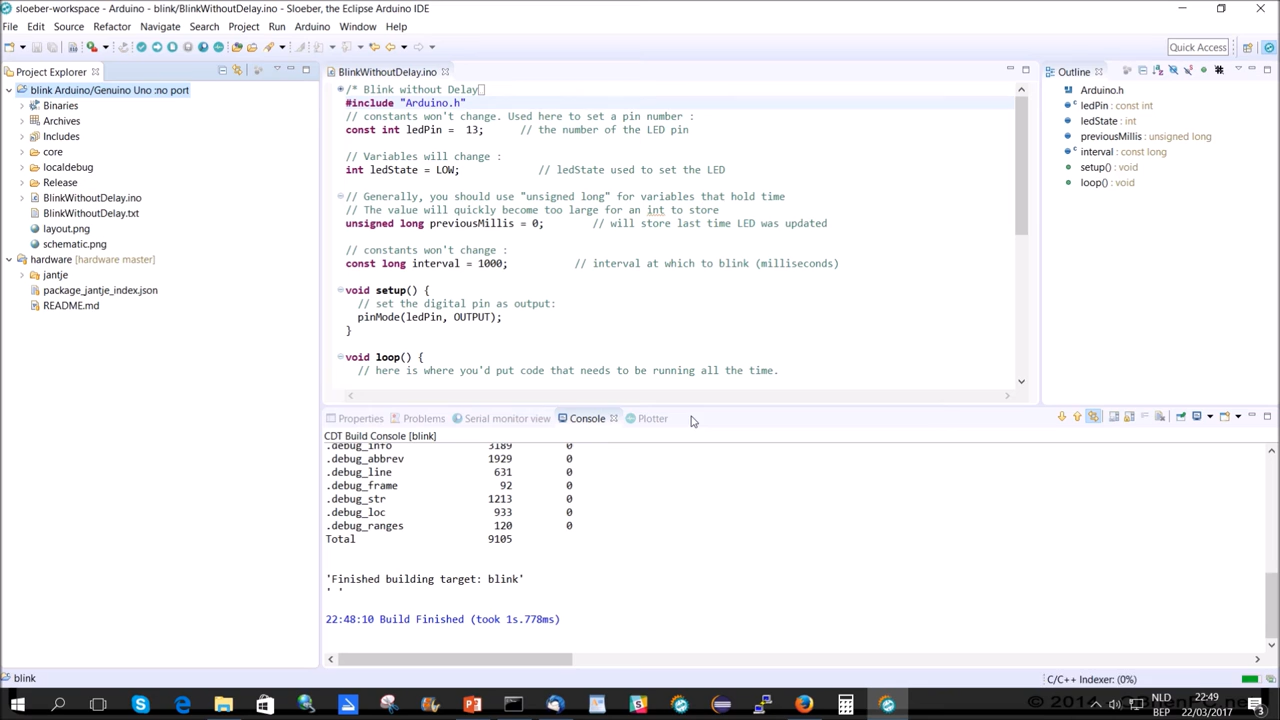 sloeber-workspace - Arduino - blink/BlinkWithoutDelay.ino - Sloeber, the Eclipse Arduino IDE
File Edit Source Refactor Navigate Search Project Run Arduino Window Help
Quick Access
Project Explorer
blink Arduino/Genuino Uno :no port
Binaries
Archives
Includes
core
localdebug
Release
BlinkWithoutDelay.ino
BlinkWithoutDelay.txt
layout.png
schematic.png
hardware [hardware master]
jantje
package_jantje_index.json
README.md
BlinkWithoutDelay.ino
/* Blink without Delay
#include "Arduino.h"
// constants won't change. Used here to set a pin number :
const int ledPin = 13; // the number of the LED pin
// Variables will change :
int ledState = LOW; // ledState used to set the LED
// Generally, you should use "unsigned long" for variables that hold time
// The value will quickly become too large for an int to store
unsigned long previousMillis = 0; // will store last time LED was updated
// constants won't change :
const long interval = 1000; // interval at which to blink (milliseconds)
void setup() {
// set the digital pin as output:
pinMode(ledPin, OUTPUT);
}
void loop() {
// here is where you'd put code that needs to be running all the time.
Outline
Arduino.h
ledPin : const int
ledState : int
previousMillis : unsigned long
interval : const long
setup() : void
loop() : void
Properties Problems Serial monitor view Console Plotter
CDT Build Console [blink]
.debug_info 3189 0
.debug_abbrev 1929 0
.debug_line 631 0
.debug_frame 92 0
.debug_str 1213 0
.debug_loc 933 0
.debug_ranges 120 0
Total 9105
'Finished building target: blink'
' '
22:48:10 Build Finished (took 1s.778ms)
blink
C/C++ Indexer: (0%)
NLD
BEP
22:49
22/03/2017